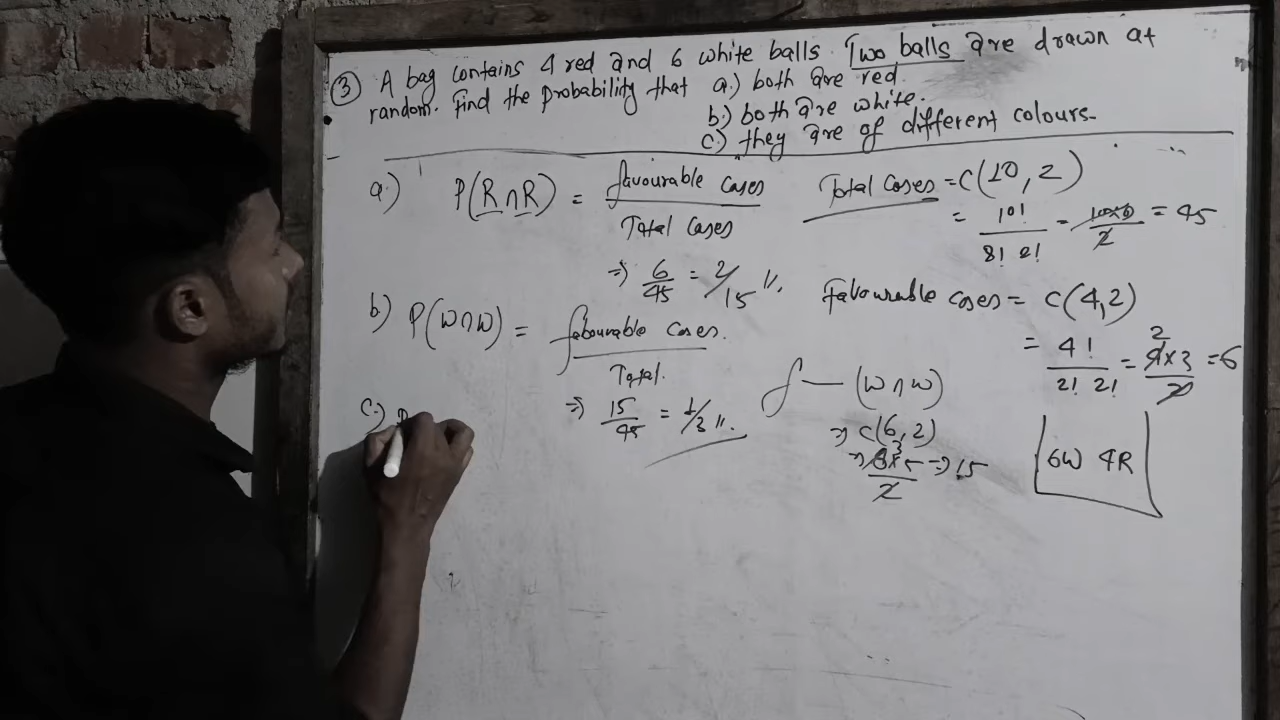 ③ A bag contains 4 red and 6 white balls. Two balls are drawn at
random. Find the probability that a.) both are red.
b.) both are white.
c.) they are of different colours.
a.) P(R∩R) = favourable cases / Total Cases
⇒ 6/45 = 2/15 //.
Total Cases = C(10, 2)
= 10! / 8! 2! = 10×9 / 2 = 45
Favourable cases = C(4,2)
= 4! / 2! 2! = 4×3 / 2 = 6
2
b.) P(W∩W) = favourable cases. / Total.
⇒ 15/45 = 1/3 //.
f — (W∩W)
⇒ C(6,2)
⇒ 6×5 / 2 ⇒ 15
3
6W 4R
c.) P